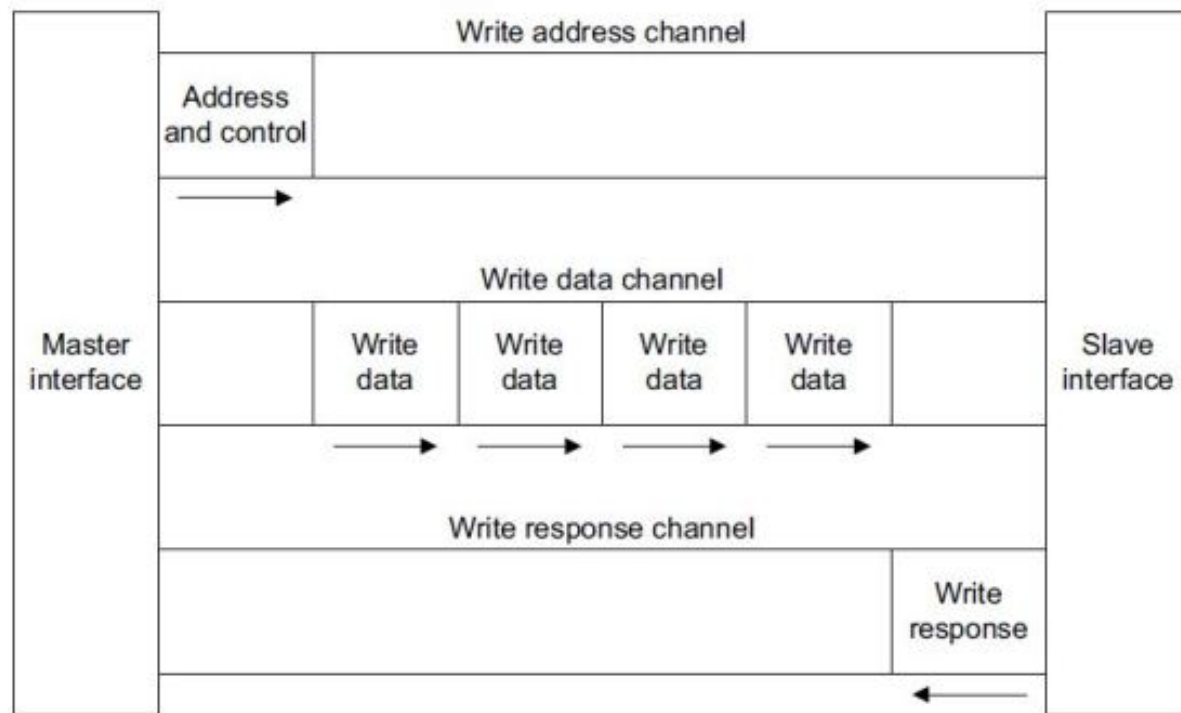 Write address channel
Address
and control
Write data channel
Master
interface
Write
data
Write
data
Write
data
Write
data
Slave
interface
Write response channel
Write
response